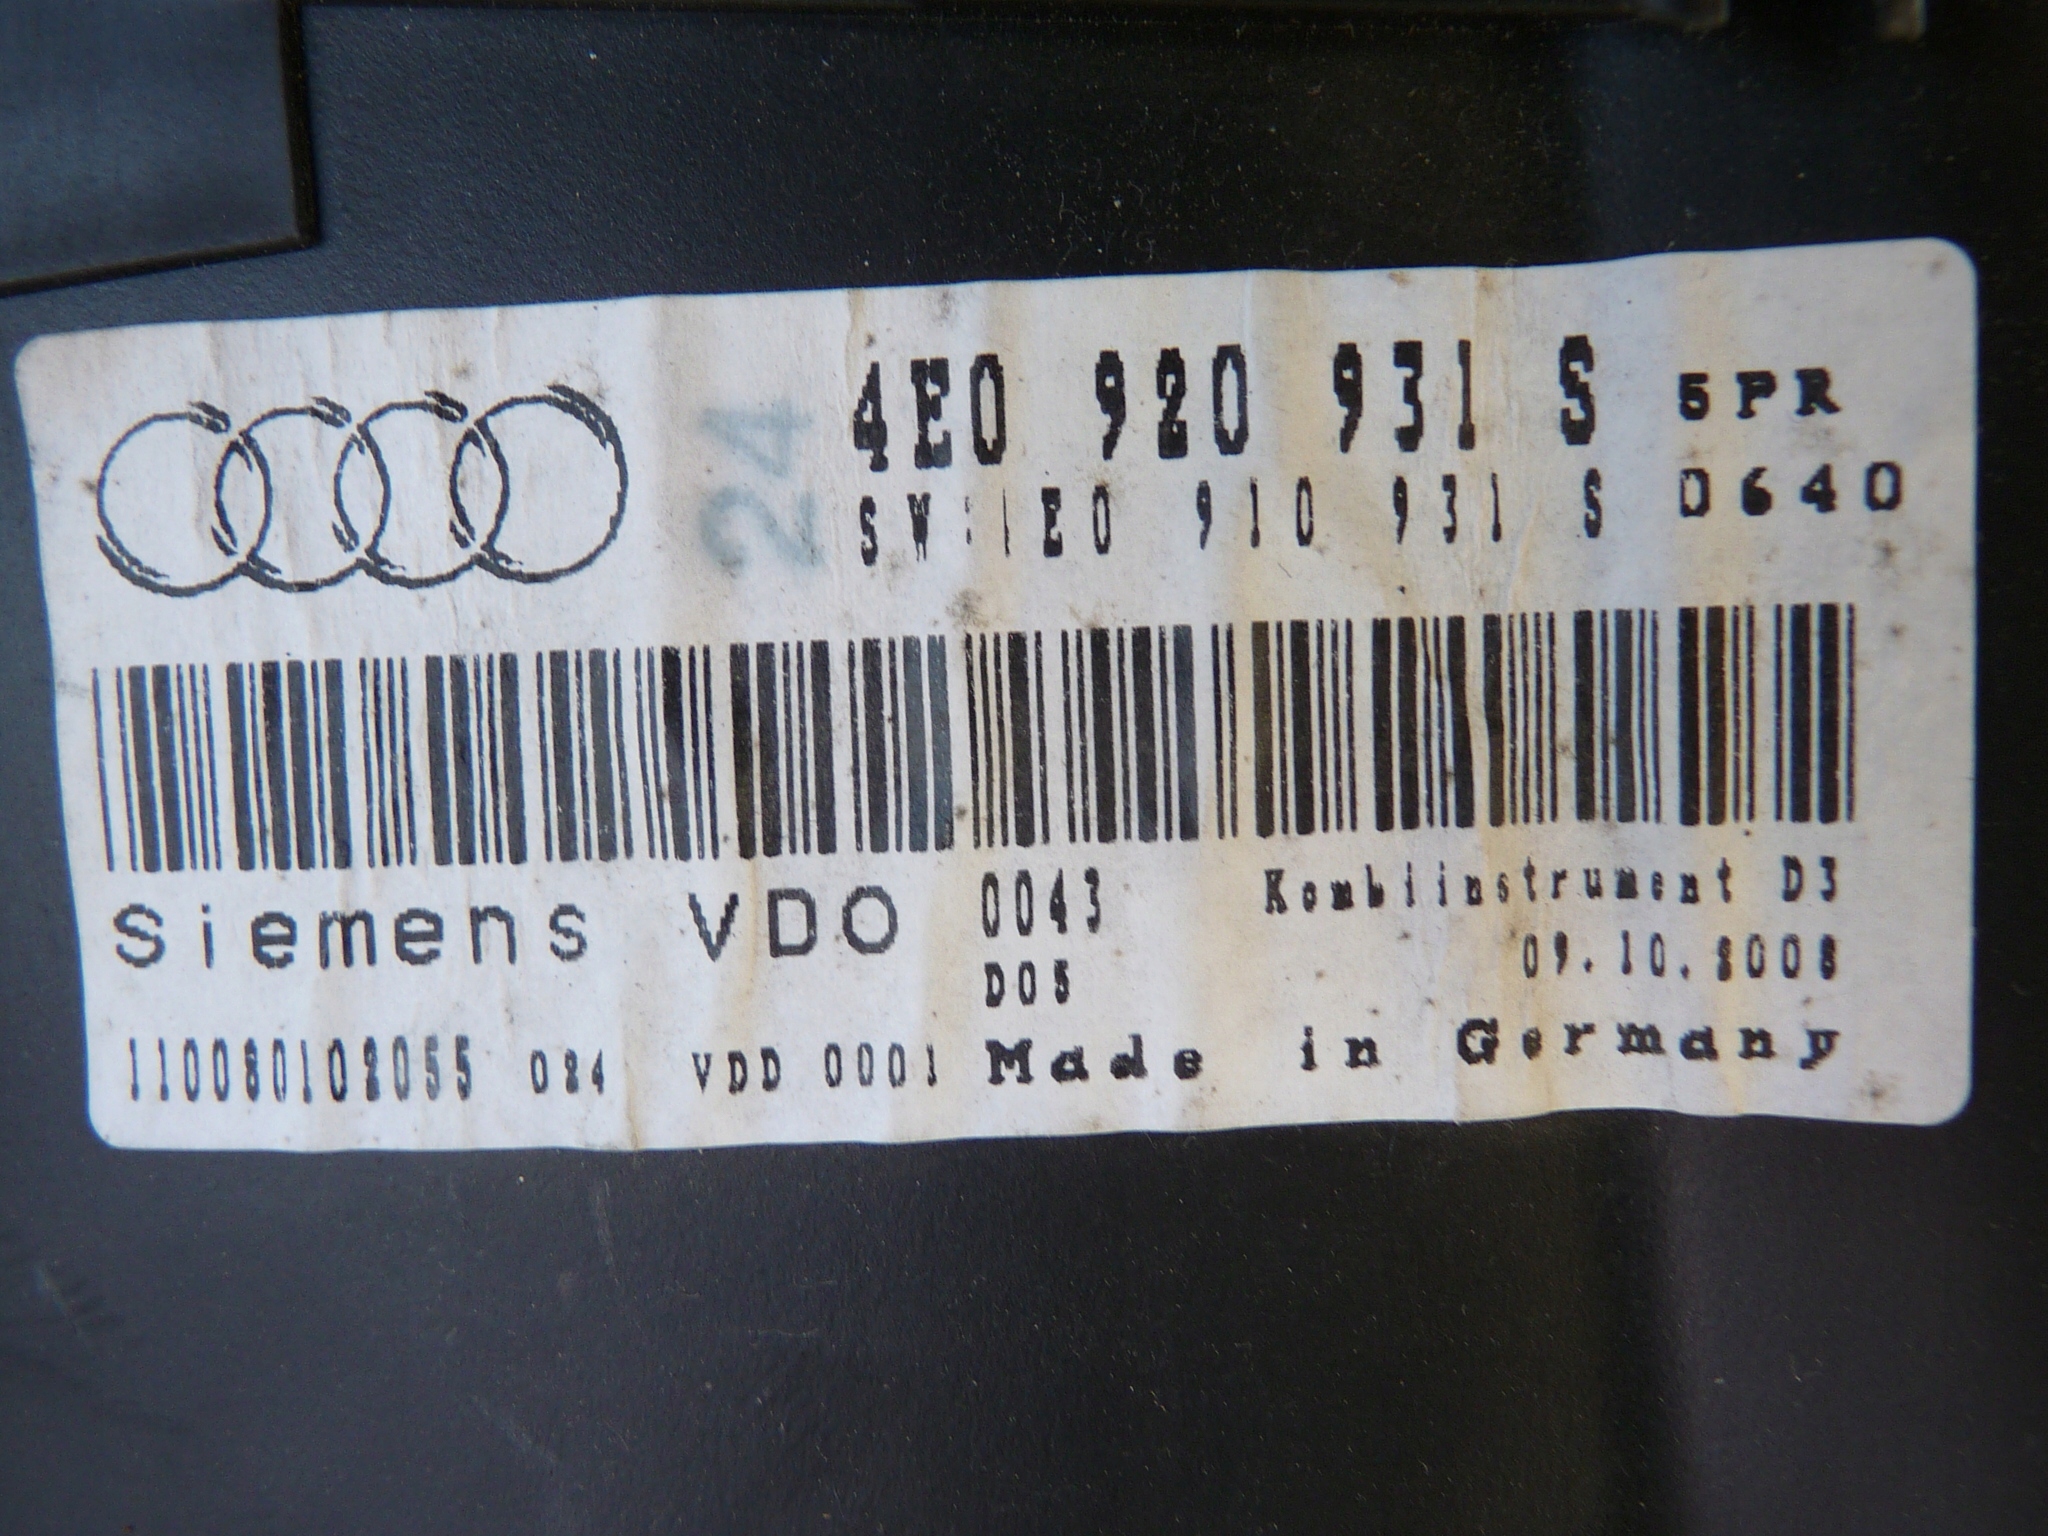 4E0 920 931 S 5PR
SW:4E0 910 931 S 0640
24
Siemens VDO 0043 Kombiinstrument D3
D05 09.10.2008
110080102055 024 VDD 0001 Made in Germany